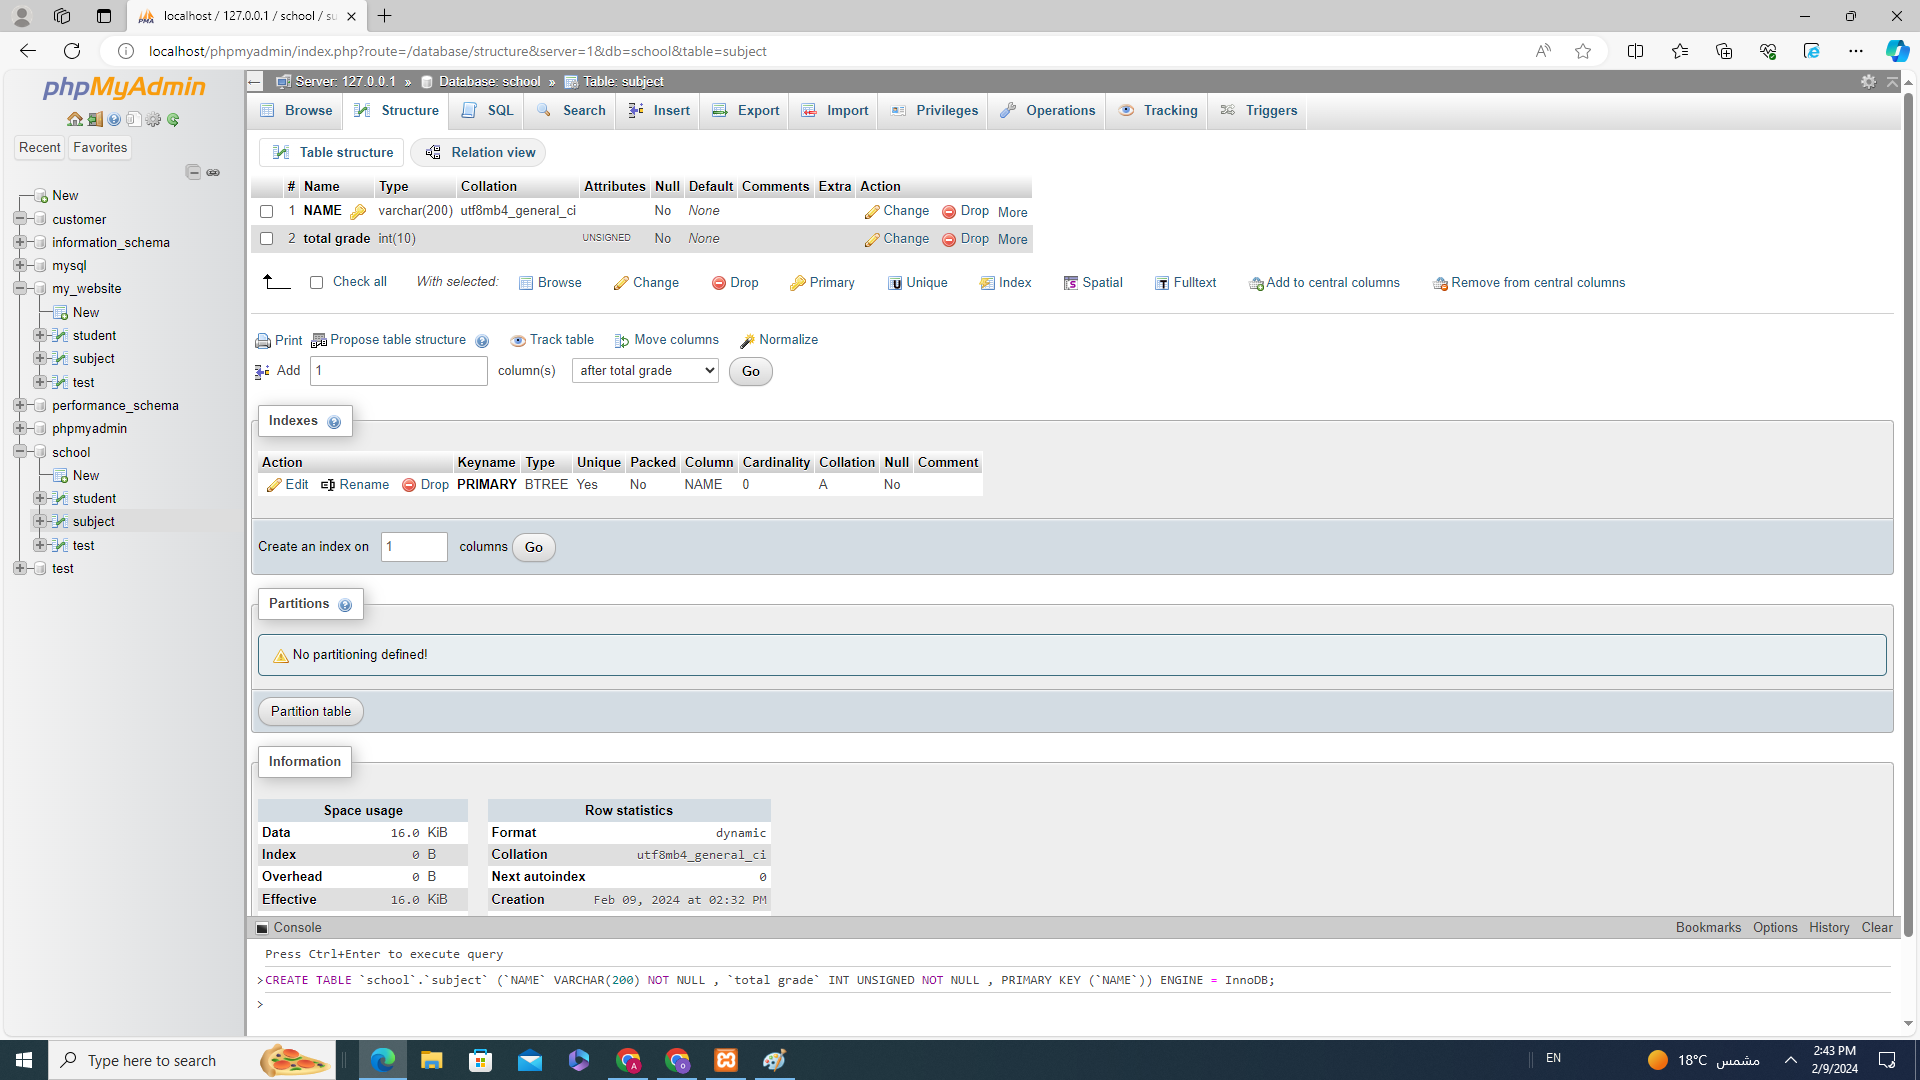 localhost / 127.0.0.1 / school / su
localhost/phpmyadmin/index.php?route=/database/structure&server=1&db=school&table=subject
phpMyAdmin
Recent Favorites
New
customer
information_schema
mysql
my_website
New
student
subject
test
performance_schema
phpmyadmin
school
New
student
subject
test
test
Server: 127.0.0.1 » Database: school » Table: subject
Browse Structure SQL Search Insert Export Import Privileges Operations Tracking Triggers
Table structure Relation view
# Name Type Collation Attributes Null Default Comments Extra Action
1 NAME varchar(200) utf8mb4_general_ci No None Change Drop More
2 total grade int(10) UNSIGNED No None Change Drop More
Check all With selected: Browse Change Drop Primary Unique Index Spatial Fulltext Add to central columns Remove from central columns
Print Propose table structure Track table Move columns Normalize
Add 1 column(s) after total grade Go
Indexes
Action Keyname Type Unique Packed Column Cardinality Collation Null Comment
Edit Rename Drop PRIMARY BTREE Yes No NAME 0 A No
Create an index on 1 columns Go
Partitions
No partitioning defined!
Partition table
Information
Space usage
Data 16.0 KiB
Index 0 B
Overhead 0 B
Effective 16.0 KiB
Row statistics
Format dynamic
Collation utf8mb4_general_ci
Next autoindex 0
Creation Feb 09, 2024 at 02:32 PM
Console Bookmarks Options History Clear
Press Ctrl+Enter to execute query
>CREATE TABLE `school`.`subject` (`NAME` VARCHAR(200) NOT NULL , `total grade` INT UNSIGNED NOT NULL , PRIMARY KEY (`NAME`)) ENGINE = InnoDB;
>
Type here to search
EN
18°C مشمس
2:43 PM
2/9/2024